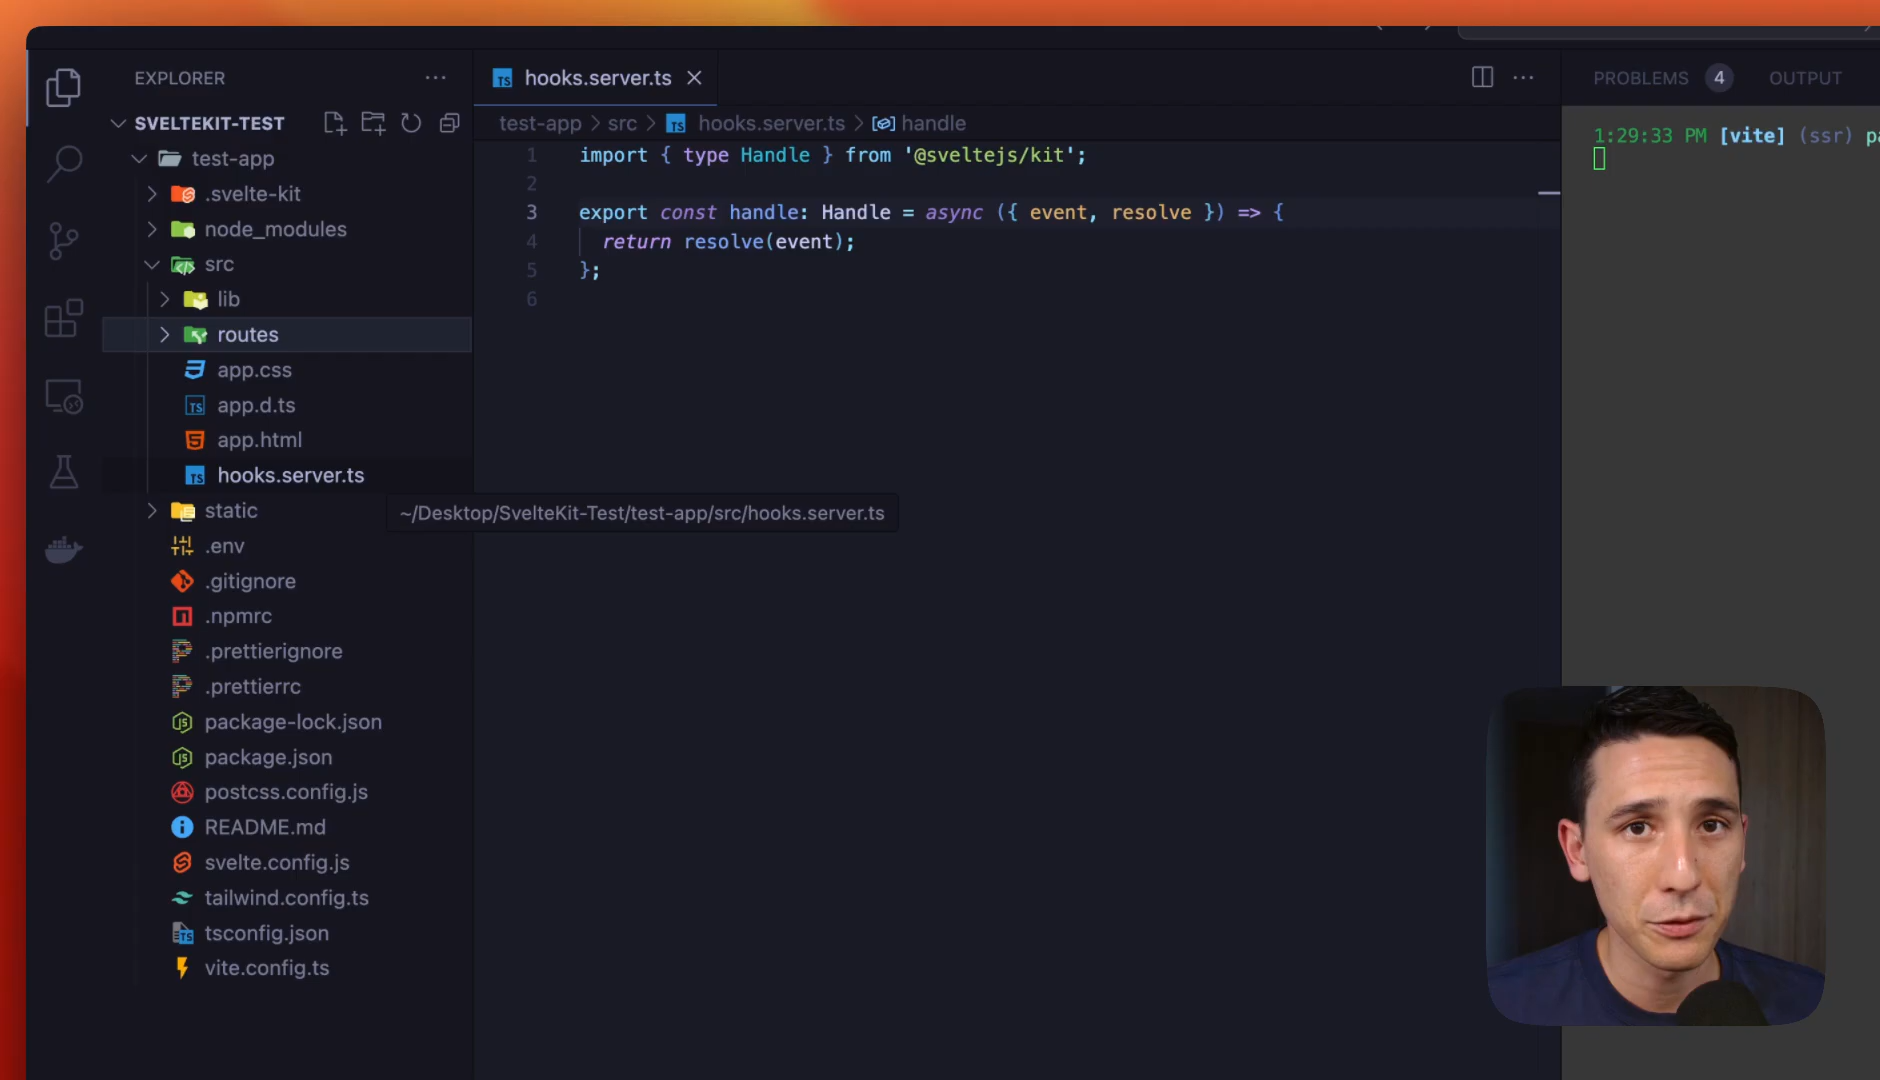 EXPLORER
SVELTEKIT-TEST
test-app
.svelte-kit
node_modules
src
lib
routes
app.css
app.d.ts
app.html
hooks.server.ts
static
.env
.gitignore
.npmrc
.prettierignore
.prettierrc
package-lock.json
package.json
postcss.config.js
README.md
svelte.config.js
tailwind.config.ts
tsconfig.json
vite.config.ts
~/Desktop/SvelteKit-Test/test-app/src/hooks.server.ts
TS hooks.server.ts
test-app > src > TS hooks.server.ts > handle
1 import { type Handle } from '@sveltejs/kit';
2
3 export const handle: Handle = async ({ event, resolve }) => {
4 return resolve(event);
5 };
6
PROBLEMS 4 OUTPUT
1:29:33 PM [vite] (ssr)